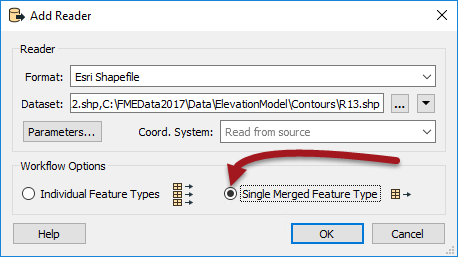 Add Reader
Reader
Format: Esri Shapefile
Dataset: 2.shp,C:\FMEData2017\Data\ElevationModel\Contours\R13.shp ...
Parameters... Coord. System: Read from source
Workflow Options
Individual Feature Types Single Merged Feature Type
Help OK Cancel